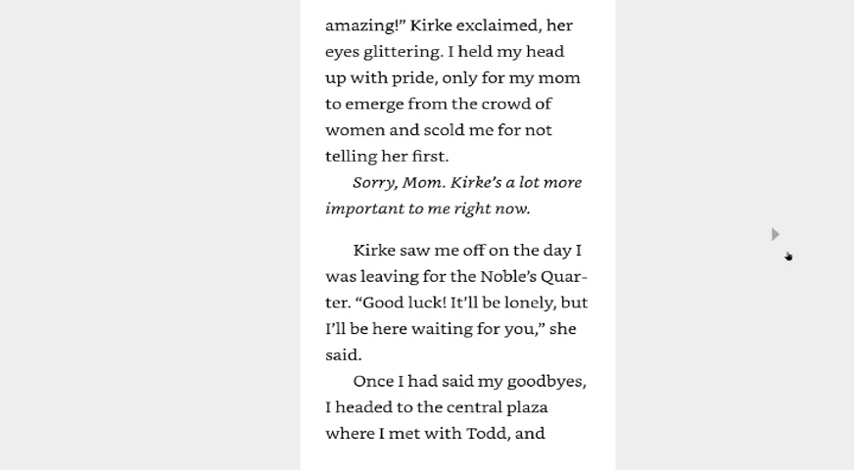 amazing!” Kirke exclaimed, her
eyes glittering. I held my head
up with pride, only for my mom
to emerge from the crowd of
women and scold me for not
telling her first.
Sorry, Mom. Kirke’s a lot more
important to me right now.
Kirke saw me off on the day I
was leaving for the Noble’s Quar-
ter. “Good luck! It’ll be lonely, but
I’ll be here waiting for you,” she
said.
Once I had said my goodbyes,
I headed to the central plaza
where I met with Todd, and